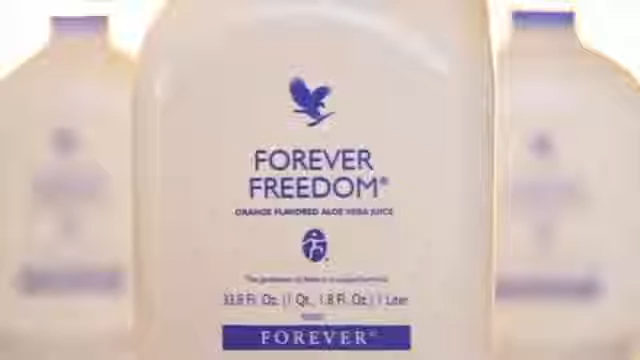 FOREVER
FREEDOM®
ORANGE FLAVORED ALOE VERA JUICE
33.8 Fl. Oz. (1 Qt., 1.8 Fl. Oz.) 1 Liter
FOREVER